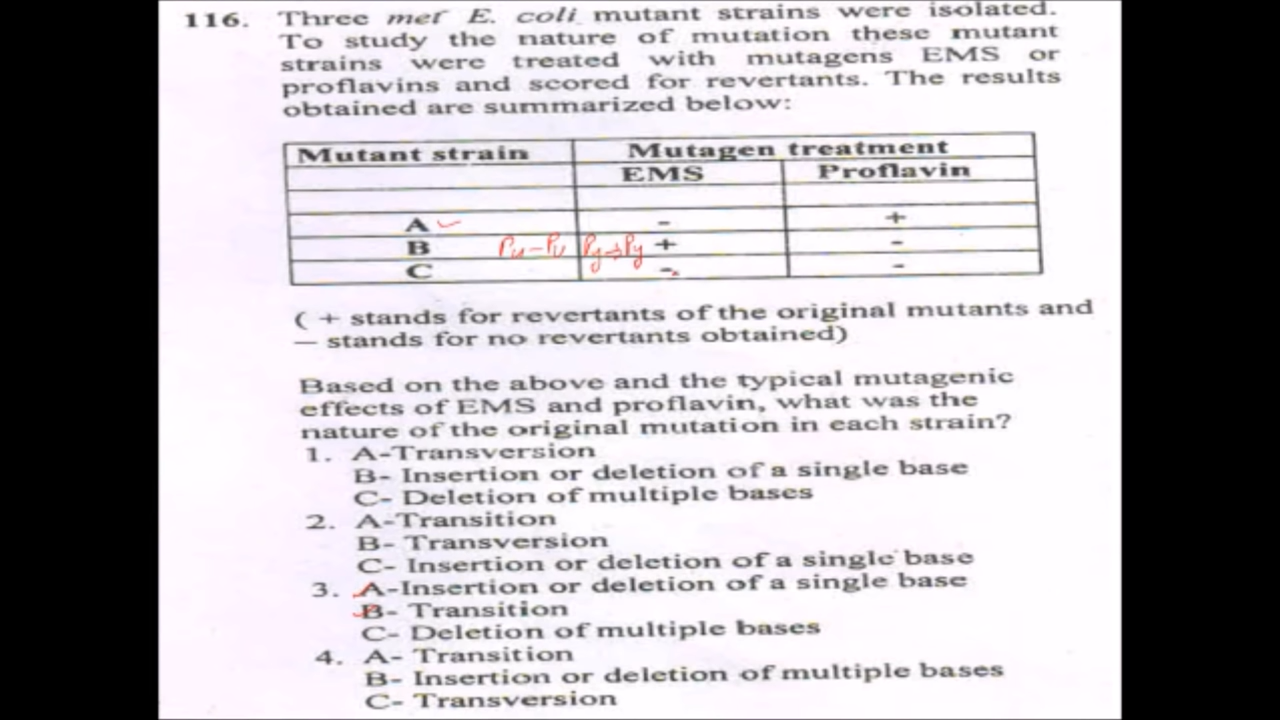 116. Three met E. coli mutant strains were isolated.
To study the nature of mutation these mutant
strains were treated with mutagens EMS or
proflavins and scored for revertants. The results
obtained are summarized below:
Mutant strain Mutagen treatment
EMS Proflavin
A - +
B Pu-Pu Py→Py + -
C - -
( + stands for revertants of the original mutants and
— stands for no revertants obtained)
Based on the above and the typical mutagenic
effects of EMS and proflavin, what was the
nature of the original mutation in each strain?
1. A-Transversion
B- Insertion or deletion of a single base
C- Deletion of multiple bases
2. A-Transition
B- Transversion
C- Insertion or deletion of a single base
3. A-Insertion or deletion of a single base
B- Transition
C- Deletion of multiple bases
4. A- Transition
B- Insertion or deletion of multiple bases
C- Transversion